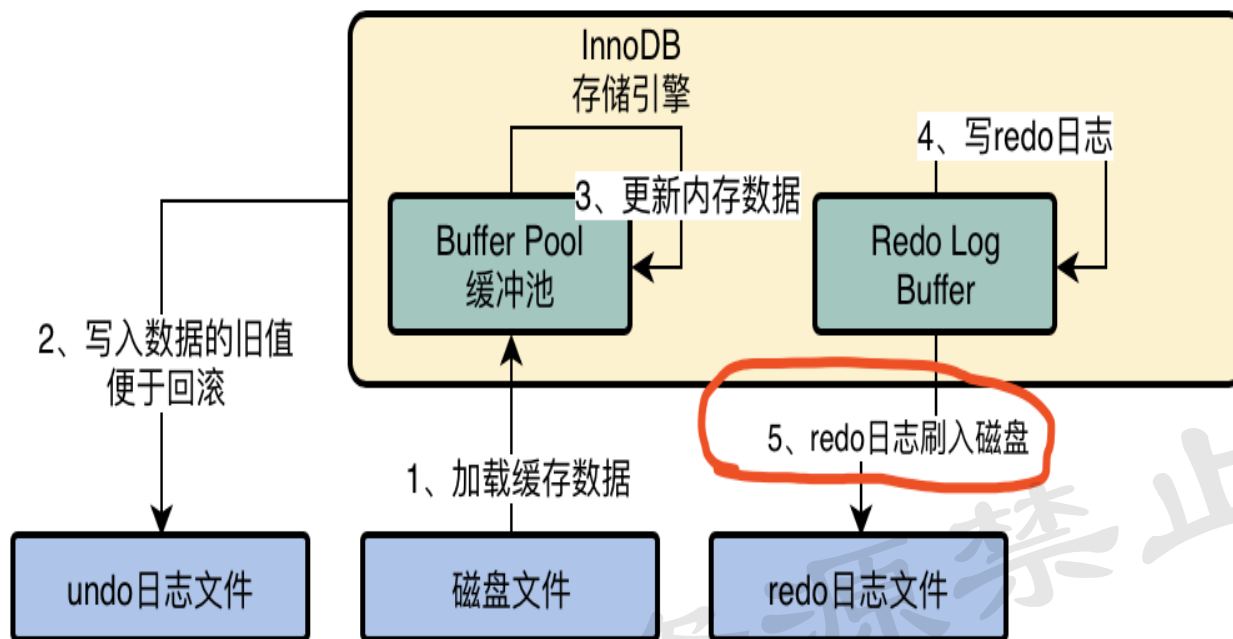 InnoDB
存储引擎
4、写redo日志
3、更新内存数据
Buffer Pool
缓冲池
Redo Log
Buffer
2、写入数据的旧值
便于回滚
5、redo日志刷入磁盘
1、加载缓存数据
undo日志文件
磁盘文件
redo日志文件
源禁止